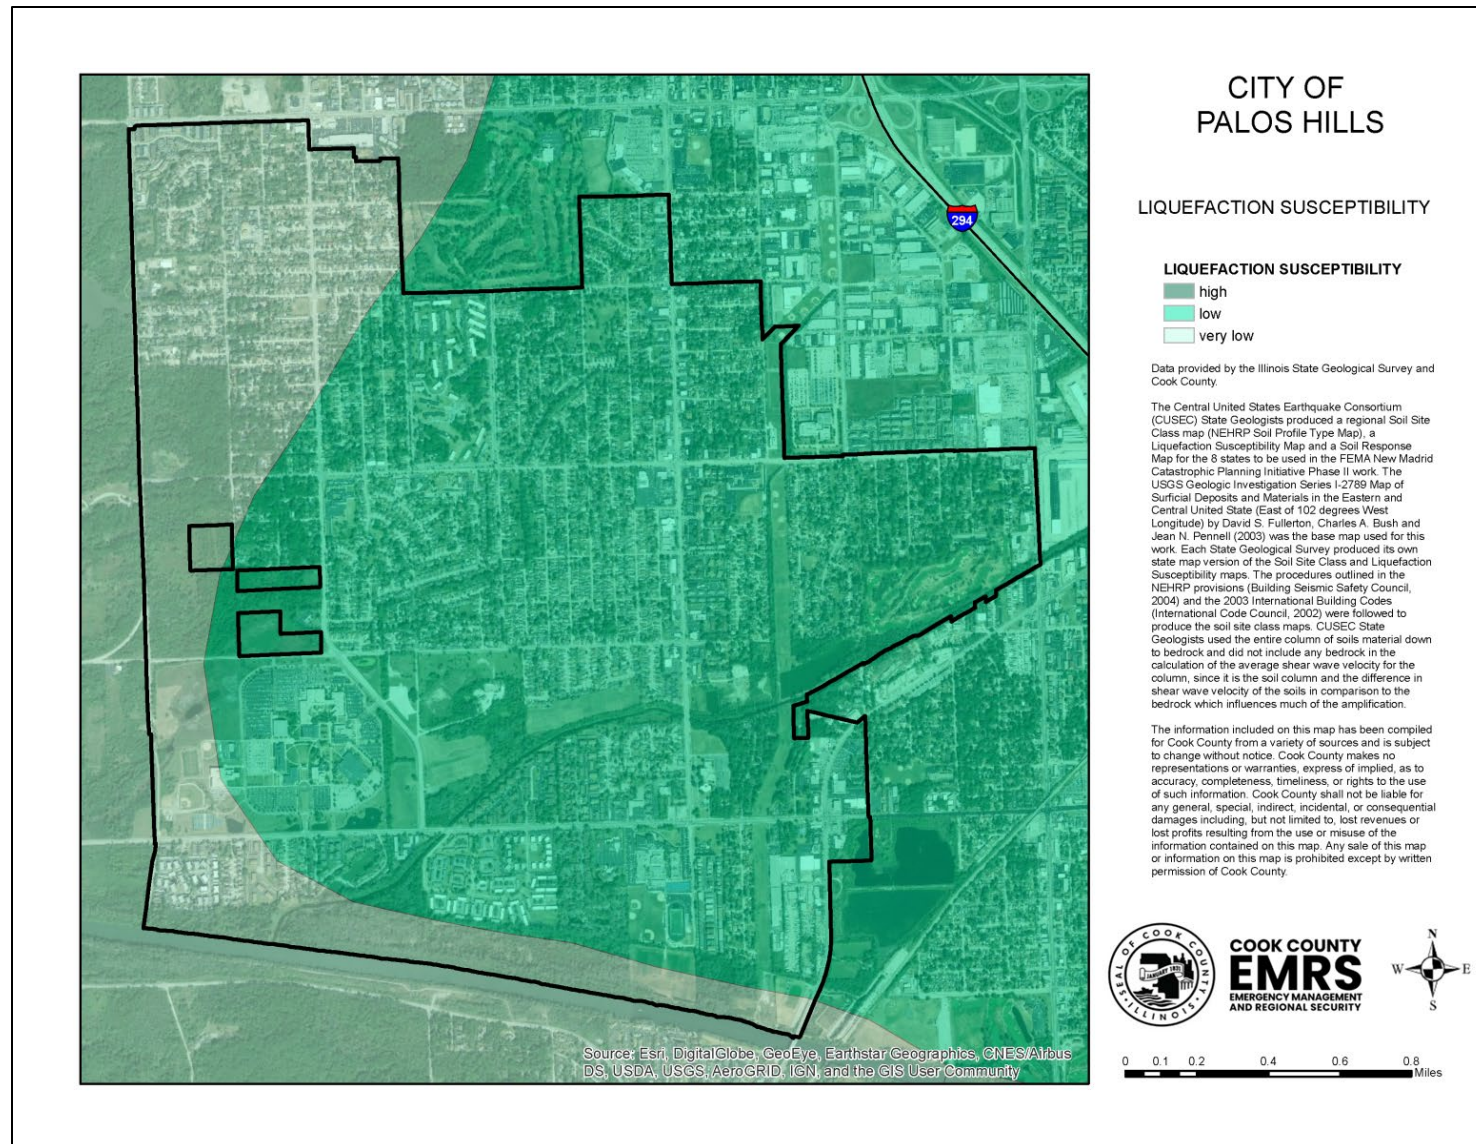 CITY OF
PALOS HILLS
LIQUEFACTION SUSCEPTIBILITY
LIQUEFACTION SUSCEPTIBILITY
high
low
very low
Data provided by the Illinois State Geological Survey and
Cook County.
The Central United States Earthquake Consortium
(CUSEC) State Geologists produced a regional Soil Site
Class map (NEHRP Soil Profile Type Map), a
Liquefaction Susceptibility Map and a Soil Response
Map for the 8 states to be used in the FEMA New Madrid
Catastrophic Planning Initiative Phase II work. The
USGS Geologic Investigation Series I-2789 Map of
Surficial Deposits and Materials in the Eastern and
Central United State (East of 102 degrees West
Longitude) by David S. Fullerton, Charles A. Bush and
Jean N. Pennell (2003) was the base map used for this
work. Each State Geological Survey produced its own
state map version of the Soil Site Class and Liquefaction
Susceptibility maps. The procedures outlined in the
NEHRP provisions (Building Seismic Safety Council,
2004) and the 2003 International Building Codes
(International Code Council, 2002) were followed to
produce the soil site class maps. CUSEC State
Geologists used the entire column of soils material down
to bedrock and did not include any bedrock in the
calculation of the average shear wave velocity for the
column, since it is the soil column and the difference in
shear wave velocity of the soils in comparison to the
bedrock which influences much of the amplification.
The information included on this map has been compiled
for Cook County from a variety of sources and is subject
to change without notice. Cook County makes no
representations or warranties, express of implied, as to
accuracy, completeness, timeliness, or rights to the use
of such information. Cook County shall not be liable for
any general, special, indirect, incidental, or consequential
damages including, but not limited to, lost revenues or
lost profits resulting from the use or misuse of the
information contained on this map. Any sale of this map
or information on this map is prohibited except by written
permission of Cook County.
294
Source: Esri, DigitalGlobe, GeoEye, Earthstar Geographics, CNES/Airbus
DS, USDA, USGS, AeroGRID, IGN, and the GIS User Community
SEAL OF COOK COUNTY
JANUARY 1831
ILLINOIS
COOK COUNTY
EMRS
EMERGENCY MANAGEMENT
AND REGIONAL SECURITY
N
W E
S
0 0.1 0.2 0.4 0.6 0.8
Miles